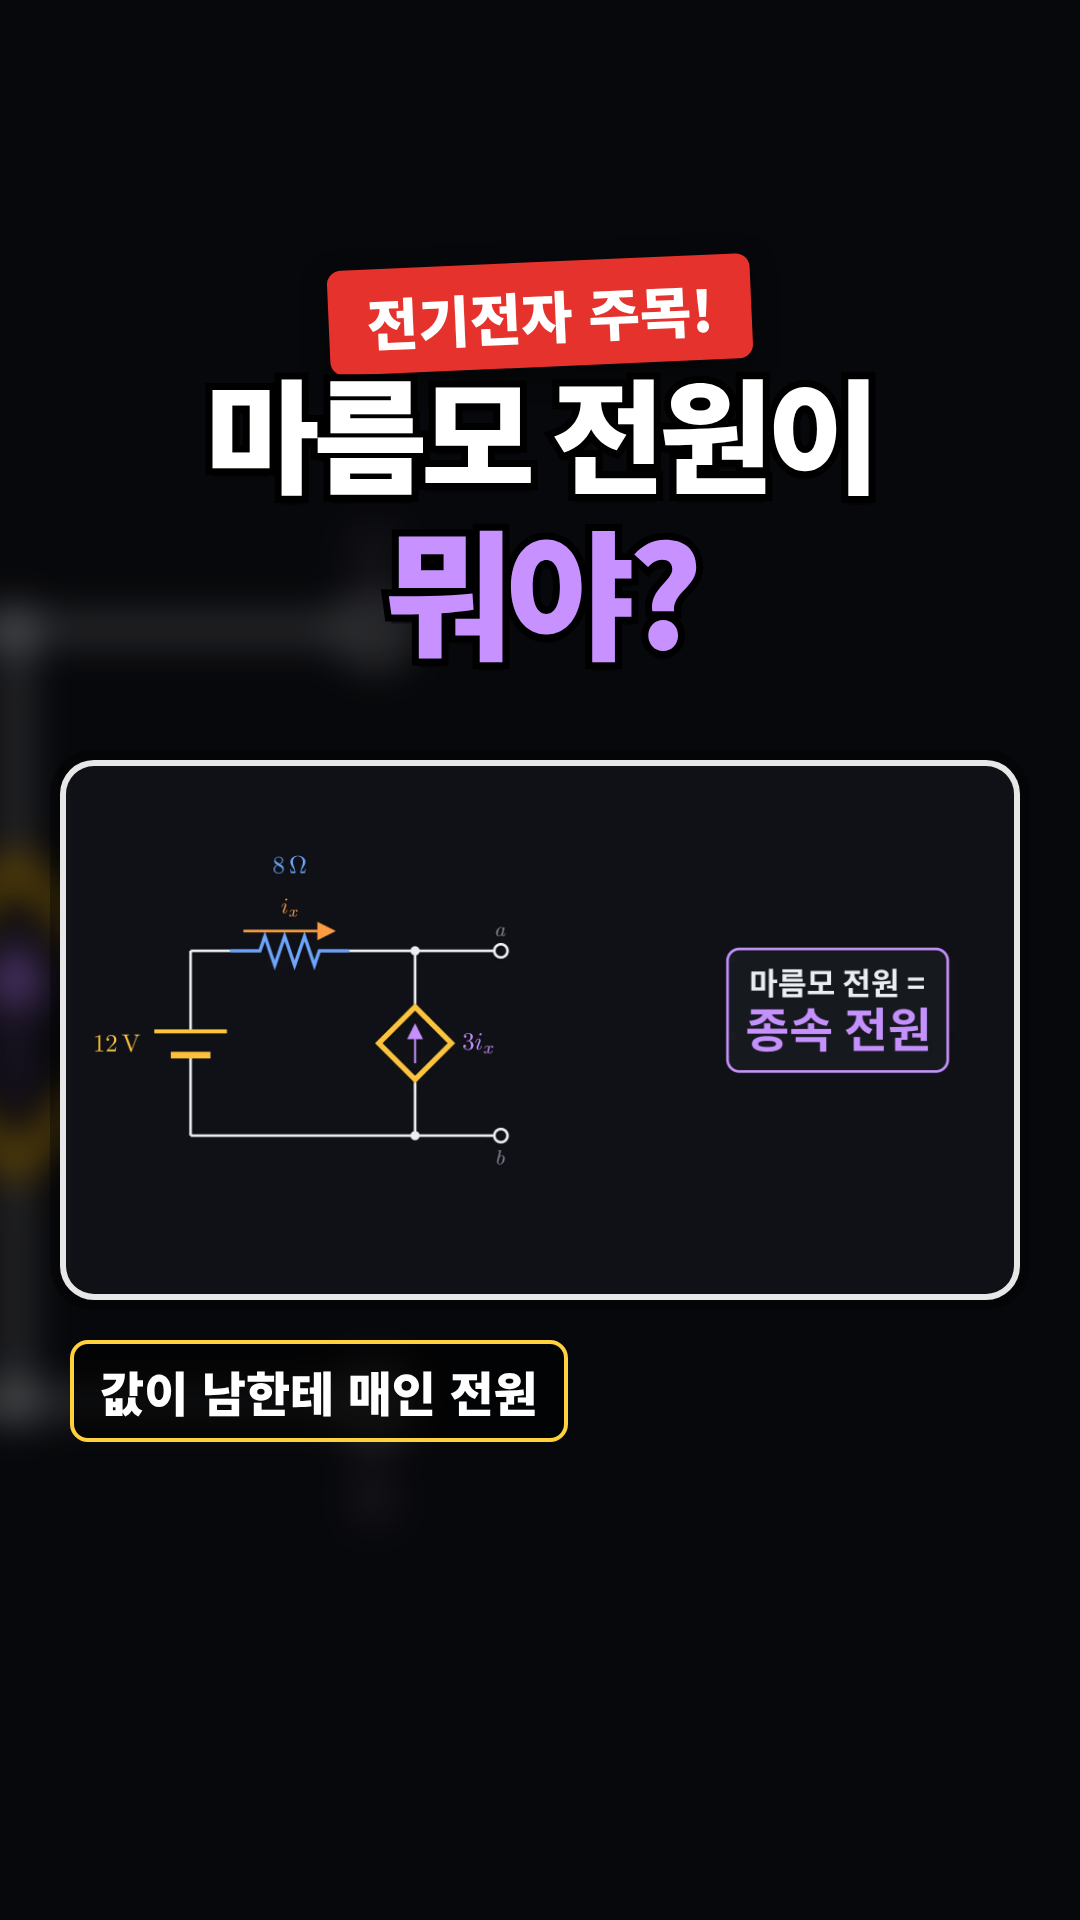 전기전자 주목!
마름모 전원이
뭐야?
8 Ω
iₓ
a
12 V
3iₓ
b
마름모 전원 =
종속 전원
값이 남한테 매인 전원